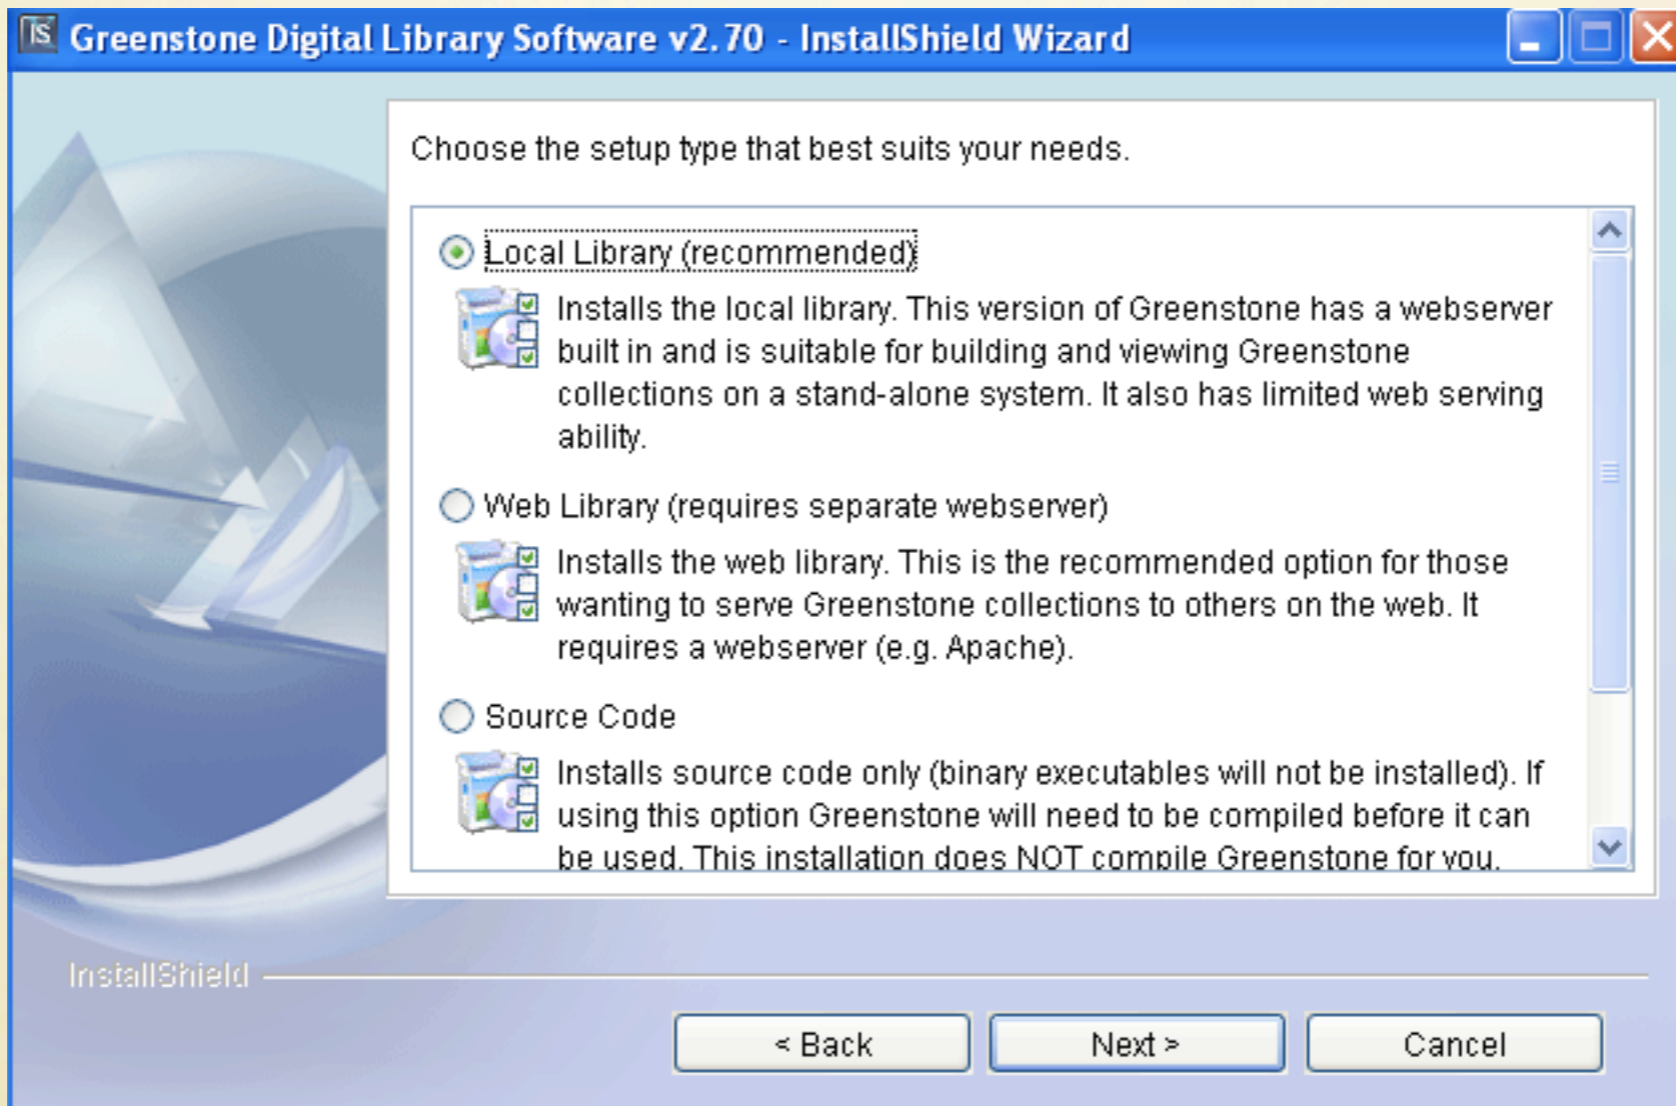 IS Greenstone Digital Library Software v2.70 - InstallShield Wizard
Choose the setup type that best suits your needs.
Local Library (recommended)
Installs the local library. This version of Greenstone has a webserver
built in and is suitable for building and viewing Greenstone
collections on a stand-alone system. It also has limited web serving
ability.
Web Library (requires separate webserver)
Installs the web library. This is the recommended option for those
wanting to serve Greenstone collections to others on the web. It
requires a webserver (e.g. Apache).
Source Code
Installs source code only (binary executables will not be installed). If
using this option Greenstone will need to be compiled before it can
be used. This installation does NOT compile Greenstone for you.
InstallShield
< Back
Next >
Cancel